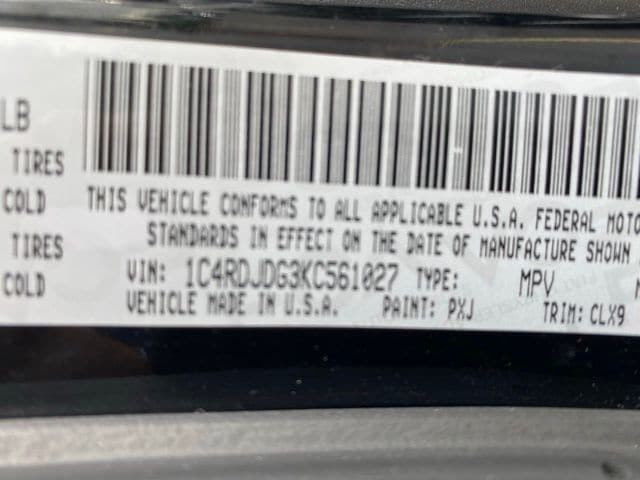 LB
TIRES
COLD
TIRES
COLD
THIS VEHICLE CONFORMS TO ALL APPLICABLE U.S.A. FEDERAL MOTO
STANDARDS IN EFFECT ON THE DATE OF MANUFACTURE SHOWN
VIN: 1C4RDJDG3KC561027 TYPE: MPV
VEHICLE MADE IN U.S.A. PAINT: PXJ TRIM: CLX9